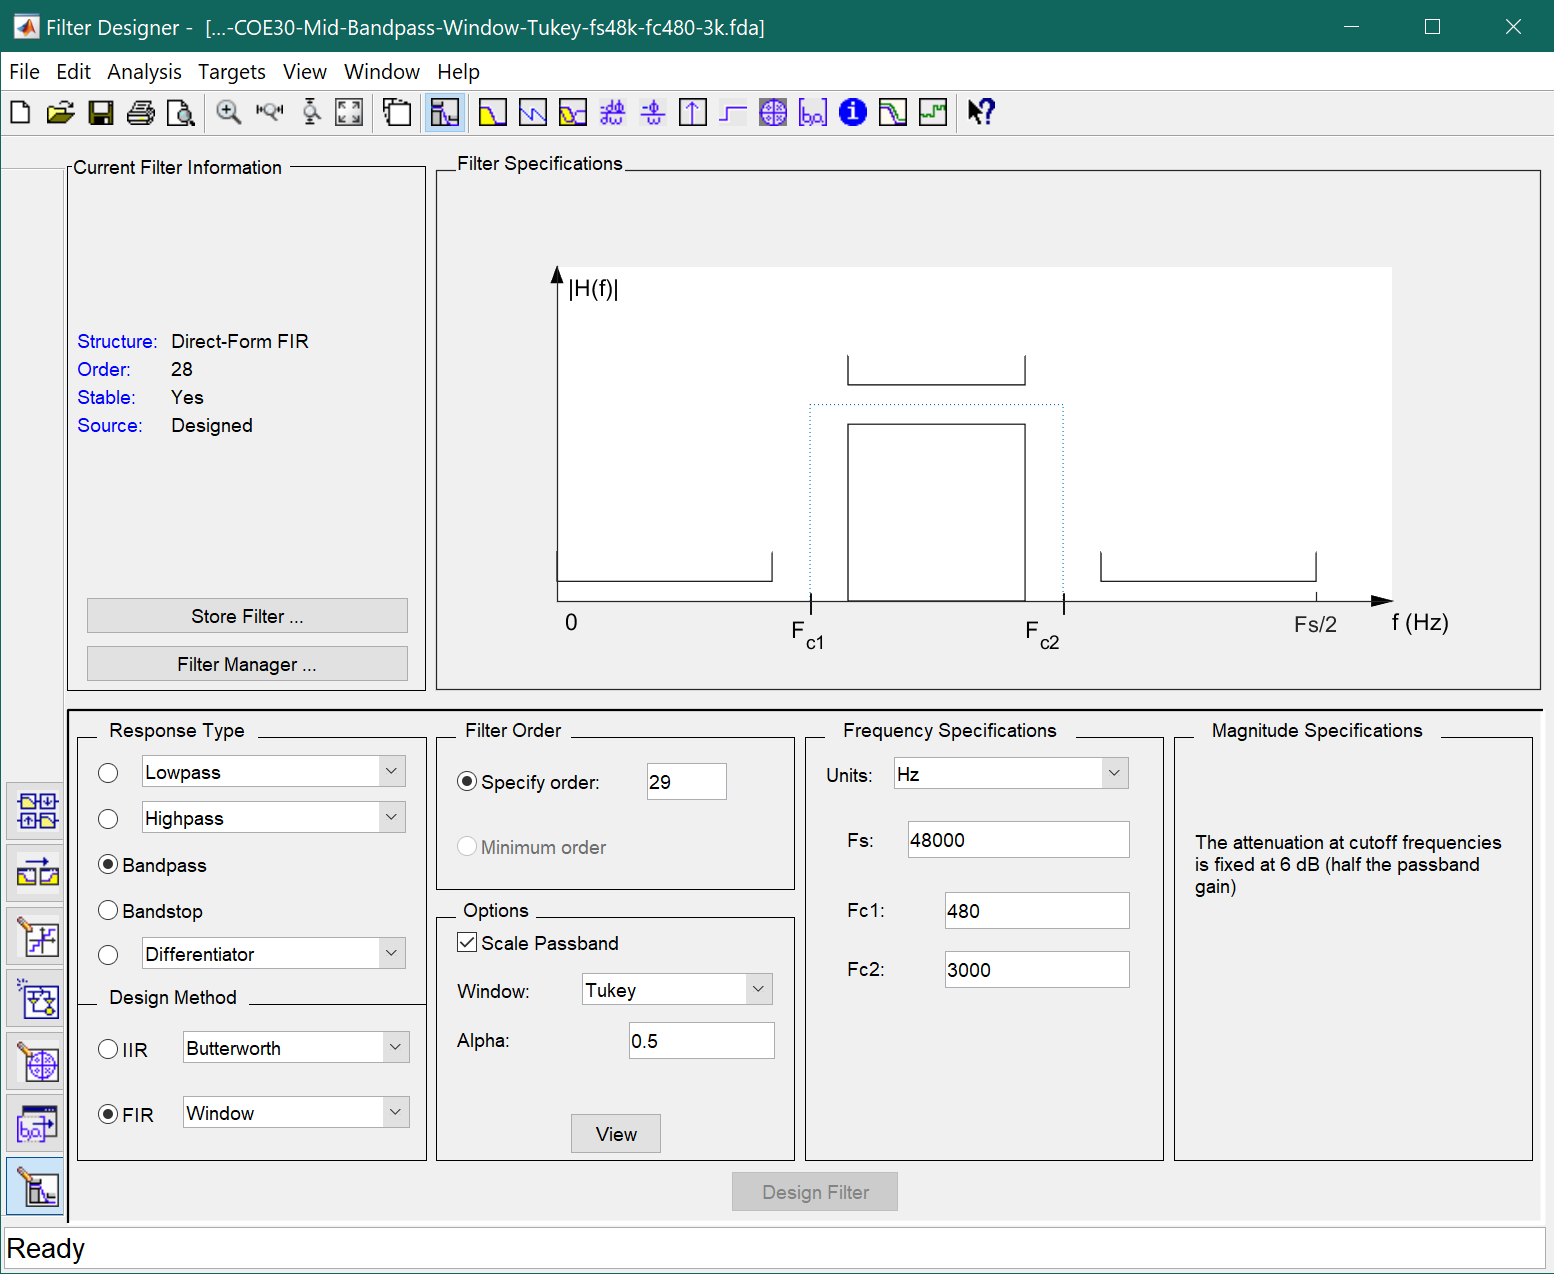 Filter Designer - [...-COE30-Mid-Bandpass-Window-Tukey-fs48k-fc480-3k.fda]
File Edit Analysis Targets View Window Help
Current Filter Information
Structure: Direct-Form FIR
Order: 28
Stable: Yes
Source: Designed
Store Filter ...
Filter Manager ...
Filter Specifications
|H(f)|
0
Fc1
Fc2
Fs/2
f (Hz)
Response Type
Lowpass
Highpass
Bandpass
Bandstop
Differentiator
Design Method
IIR Butterworth
FIR Window
Filter Order
Specify order: 29
Minimum order
Options
Scale Passband
Window: Tukey
Alpha: 0.5
View
Frequency Specifications
Units: Hz
Fs: 48000
Fc1: 480
Fc2: 3000
Magnitude Specifications
The attenuation at cutoff frequencies
is fixed at 6 dB (half the passband
gain)
Design Filter
Ready